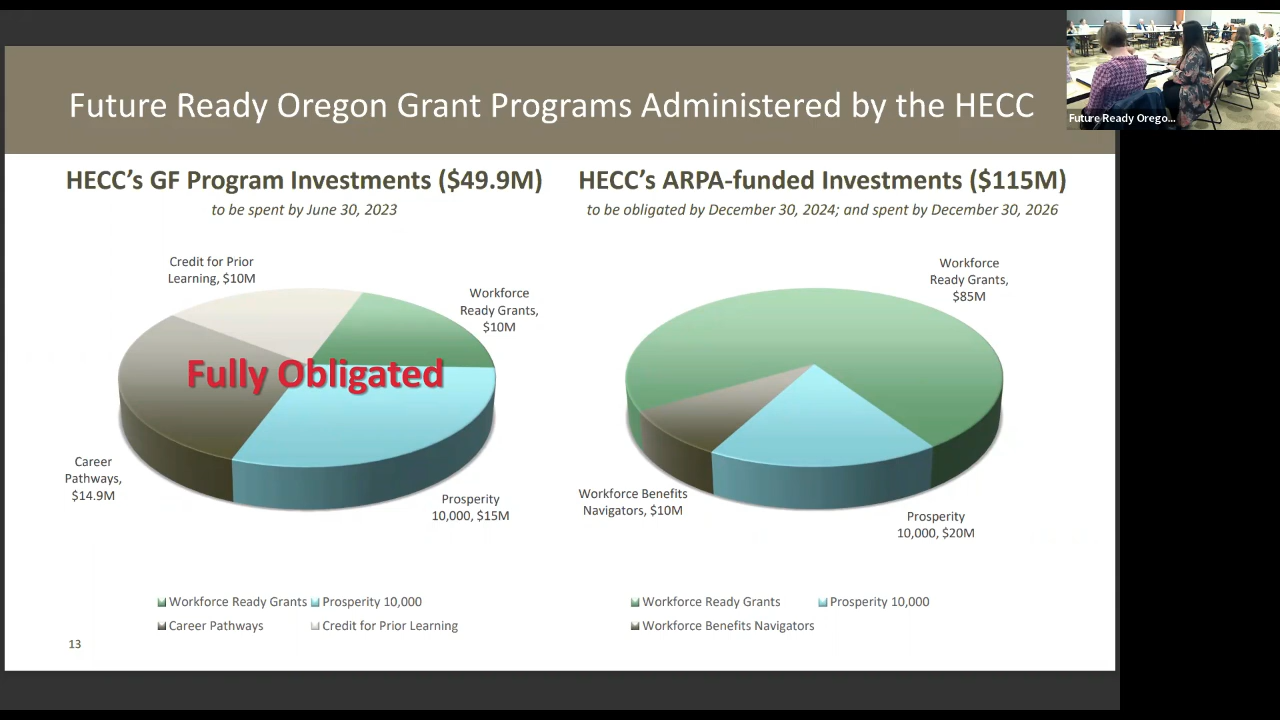 Future Ready Oregon Grant Programs Administered by the HECC
Future Ready Orego...
HECC's GF Program Investments ($49.9M)
to be spent by June 30, 2023
Credit for Prior
Learning, $10M
Workforce
Ready Grants,
$10M
Fully Obligated
Career
Pathways,
$14.9M
Prosperity
10,000, $15M
Workforce Ready Grants
Prosperity 10,000
Career Pathways
Credit for Prior Learning
HECC's ARPA-funded Investments ($115M)
to be obligated by December 30, 2024; and spent by December 30, 2026
Workforce
Ready Grants,
$85M
Workforce Benefits
Navigators, $10M
Prosperity
10,000, $20M
Workforce Ready Grants
Prosperity 10,000
Workforce Benefits Navigators
13